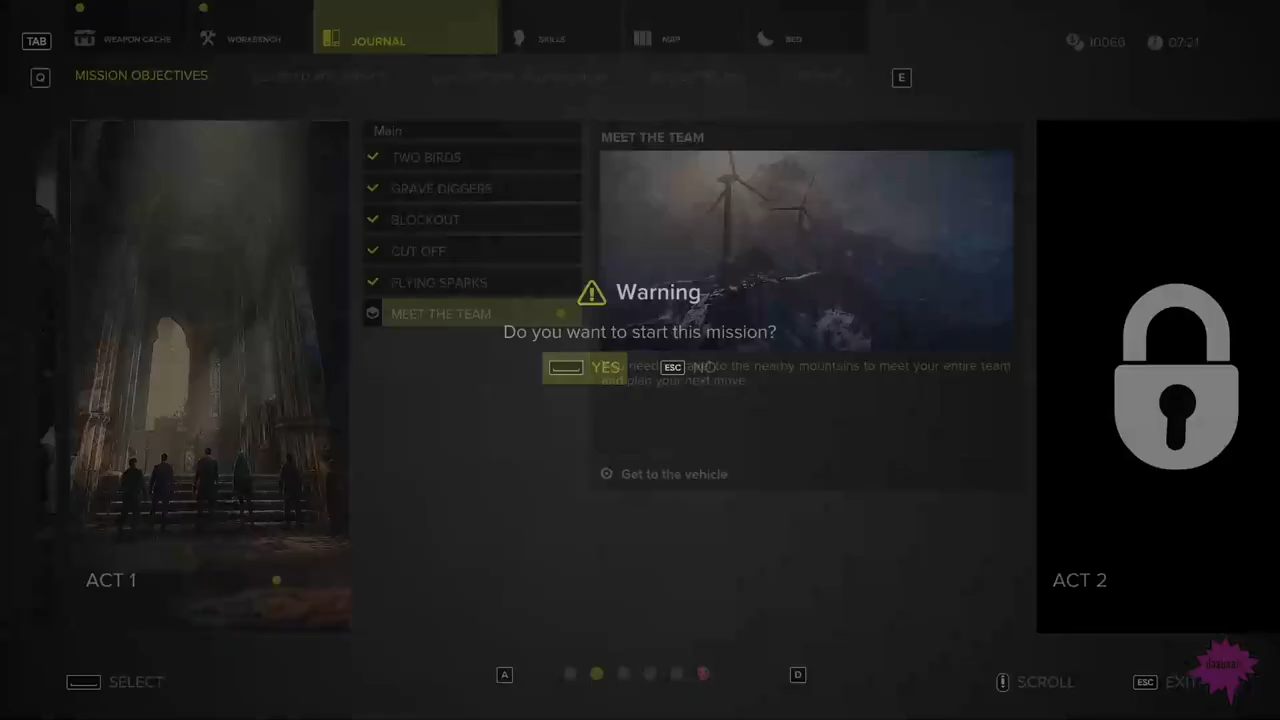 TAB
WEAPON CACHE
WORKBENCH
JOURNAL
SKILLS
MAP
BED
10066
07:21
Q
MISSION OBJECTIVES
E
Main
TWO BIRDS
GRAVE DIGGERS
BLOCKOUT
CUT OFF
FLYING SPARKS
MEET THE TEAM
MEET THE TEAM
Warning
Do you want to start this mission?
YES
ESC NO
need to the nearby mountains to meet your entire team
and plan your next move.
Get to the vehicle
ACT 1
ACT 2
SELECT
A
D
SCROLL
ESC EXIT